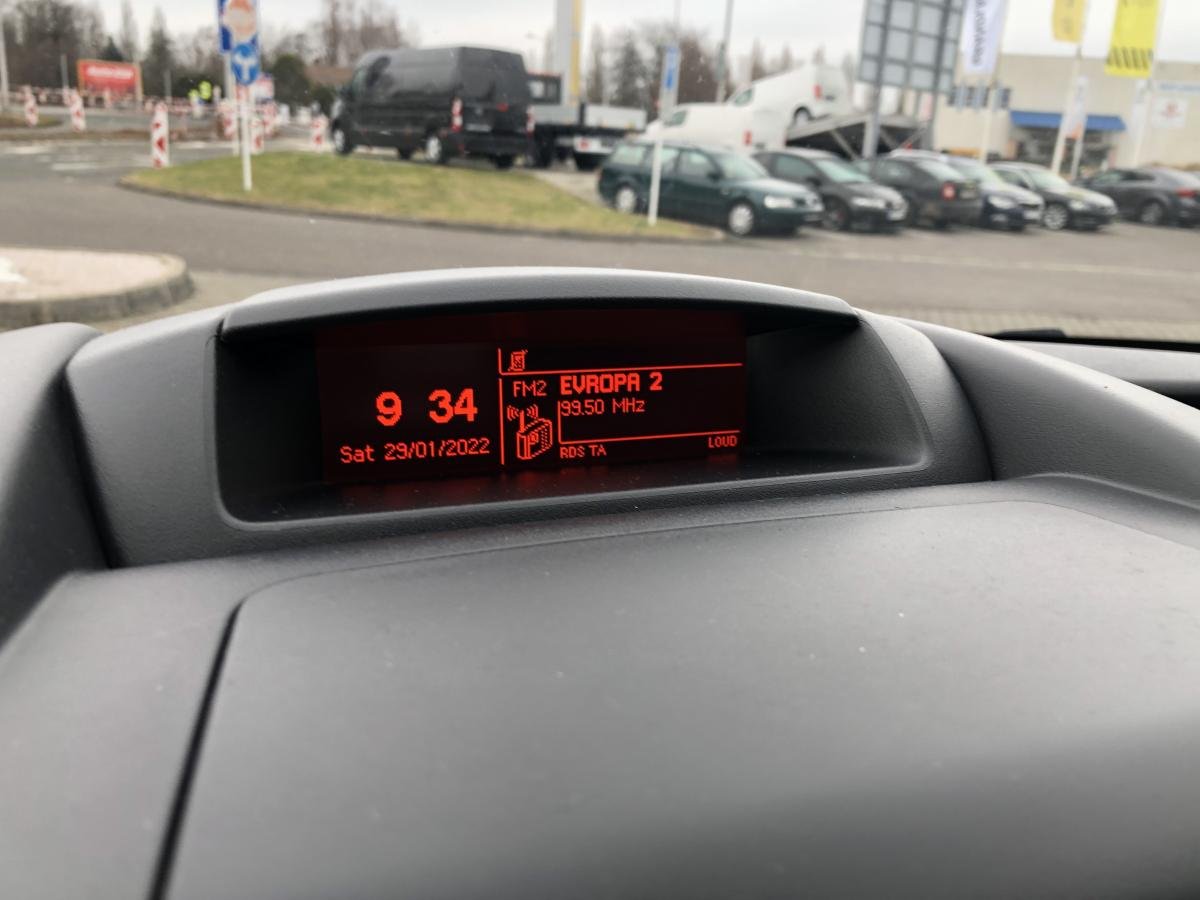 9 34
Sat 29/01/2022
FM2 EVROPA 2
99.50 MHz
RDS TA
LOUD